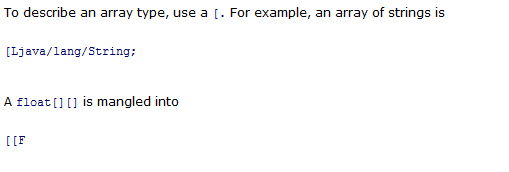 To describe an array type, use a [. For example, an array of strings is
[Ljava/lang/String;
A float[][] is mangled into
[[F